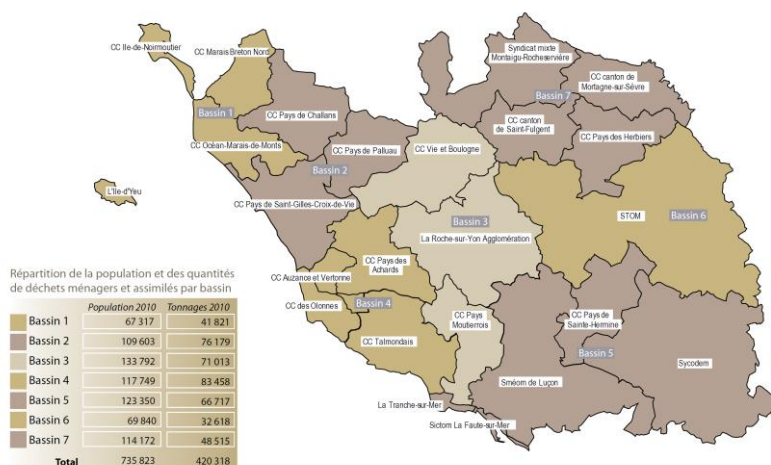 CC Ile-de-Noirmoutier
CC Marais Breton Nord
Syndicat mixte
Montaigu-Rocheservière
CC canton de
Mortagne-sur-Sèvre
Bassin 7
Bassin 1
CC Pays de Challans
CC canton
de Saint-Fulgent
CC Pays des Herbiers
CC Océan-Marais-de-Monts
CC Pays de Palluau
CC Vie et Boulogne
Bassin 2
L'Ile-d'Yeu
CC Pays de Saint-Gilles-Croix-de-Vie
Bassin 3
STOM
Bassin 6
La Roche-sur-Yon Agglomération
CC Pays des
Achards
CC Auzance et Vertonne
CC des Olonnes
Bassin 4
CC Pays
Moutierrois
CC Pays de
Sainte-Hermine
CC Talmondais
Bassin 5
Sycodem
Sméom de Luçon
La Tranche-sur-Mer
Sictom La Faute-sur-Mer
Répartition de la population et des quantités
de déchets ménagers et assimilés par bassin
Population 2010 Tonnages 2010
Bassin 1 67 317 41 821
Bassin 2 109 603 76 179
Bassin 3 133 792 71 013
Bassin 4 117 749 83 458
Bassin 5 123 350 66 717
Bassin 6 69 840 32 618
Bassin 7 114 172 48 515
Total 735 823 420 318